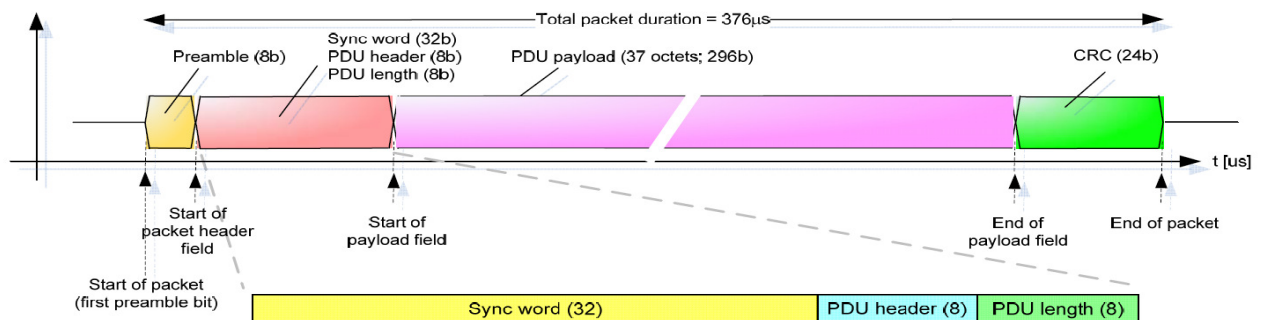 Total packet duration = 376μs
Preamble (8b)
Sync word (32b)
PDU header (8b)
PDU length (8b)
PDU payload (37 octets; 296b)
CRC (24b)
t [us]
Start of
packet header
field
Start of
payload field
End of
payload field
End of packet
Start of packet
(first preamble bit)
Sync word (32)
PDU header (8)
PDU length (8)